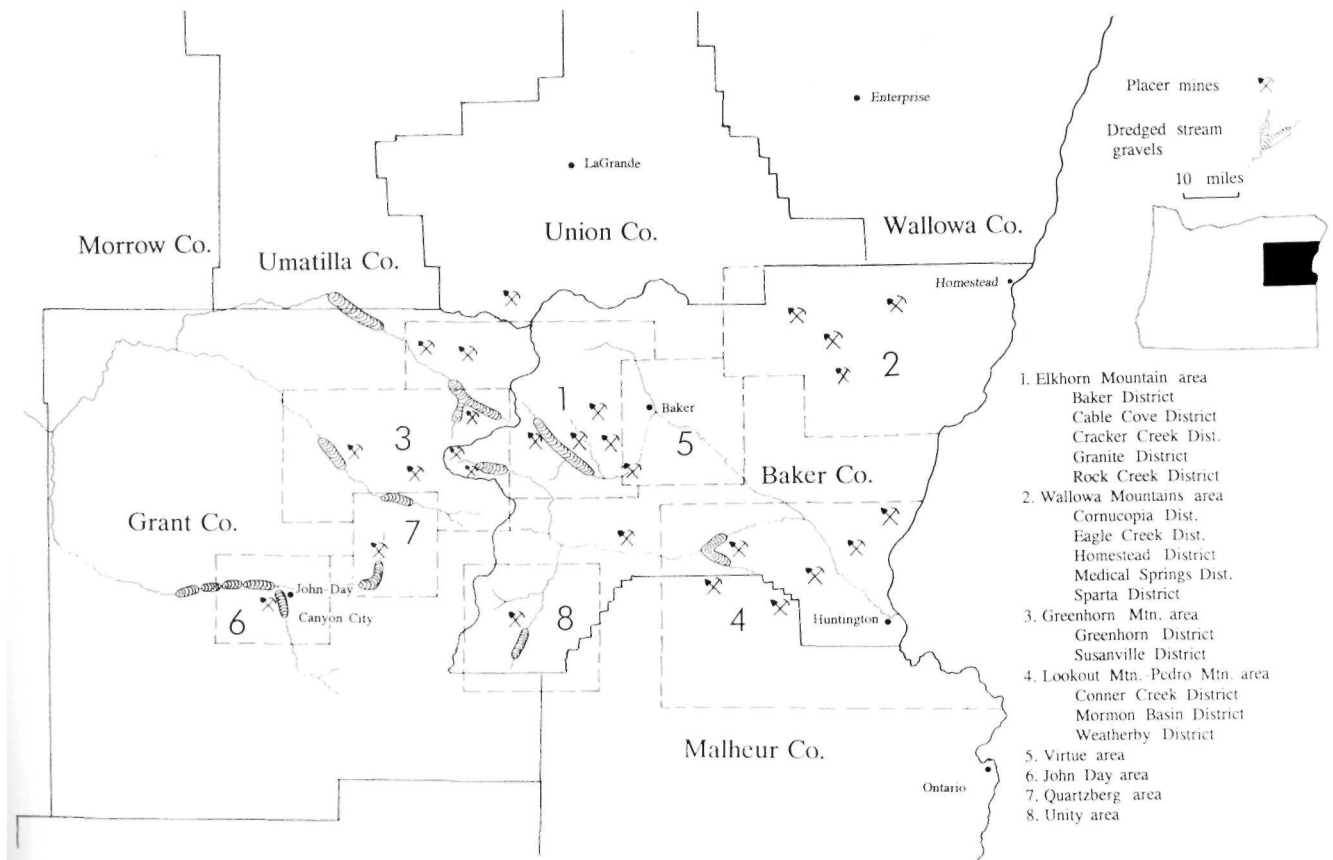 Enterprise
LaGrande
Morrow Co.
Umatilla Co.
Union Co.
Wallowa Co.
Homestead
Baker
Baker Co.
Grant Co.
John Day
Canyon City
Huntington
Malheur Co.
Ontario
1
2
3
4
5
6
7
8
Placer mines
Dredged stream
gravels
10 miles
1. Elkhorn Mountain area
Baker District
Cable Cove District
Cracker Creek Dist.
Granite District
Rock Creek District
2. Wallowa Mountains area
Cornucopia Dist.
Eagle Creek Dist.
Homestead District
Medical Springs Dist.
Sparta District
3. Greenhorn Mtn. area
Greenhorn District
Susanville District
4. Lookout Mtn.-Pedro Mtn. area
Conner Creek District
Mormon Basin District
Weatherby District
5. Virtue area
6. John Day area
7. Quartzberg area
8. Unity area